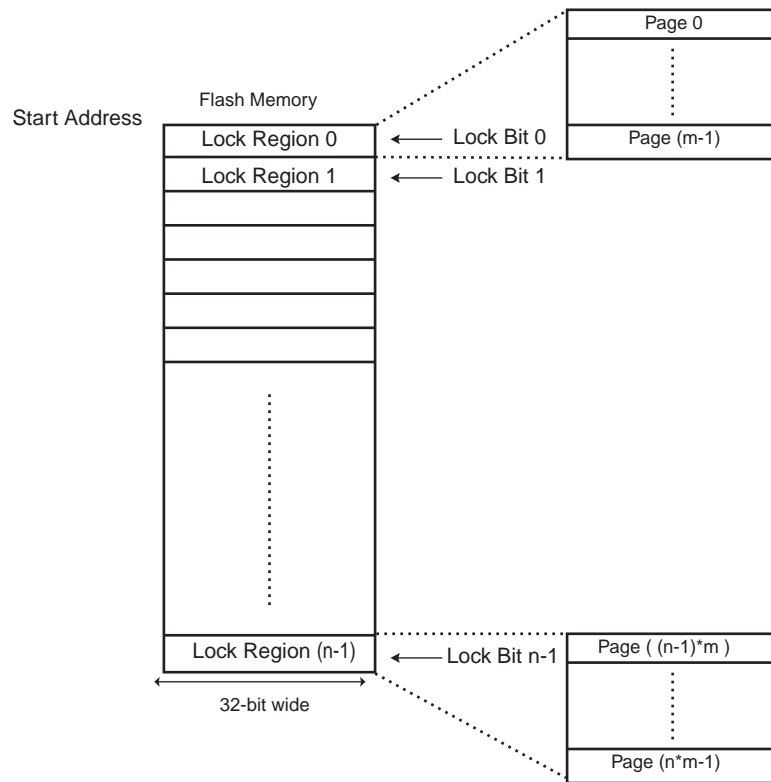 Page 0
Flash Memory
Start Address
Lock Region 0
Lock Bit 0
Page (m-1)
Lock Region 1
Lock Bit 1
Lock Region (n-1)
Lock Bit n-1
Page ( (n-1)*m )
32-bit wide
Page (n*m-1)